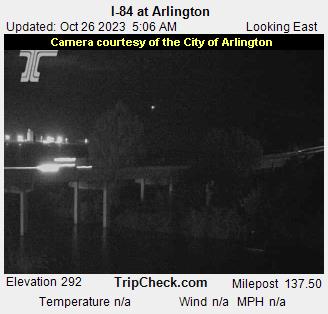 I-84 at Arlington
Updated: Oct 26 2023 5:06 AM Looking East
Camera courtesy of the City of Arlington
Elevation 292 TripCheck.com Milepost 137.50
Temperature n/a Wind n/a MPH n/a